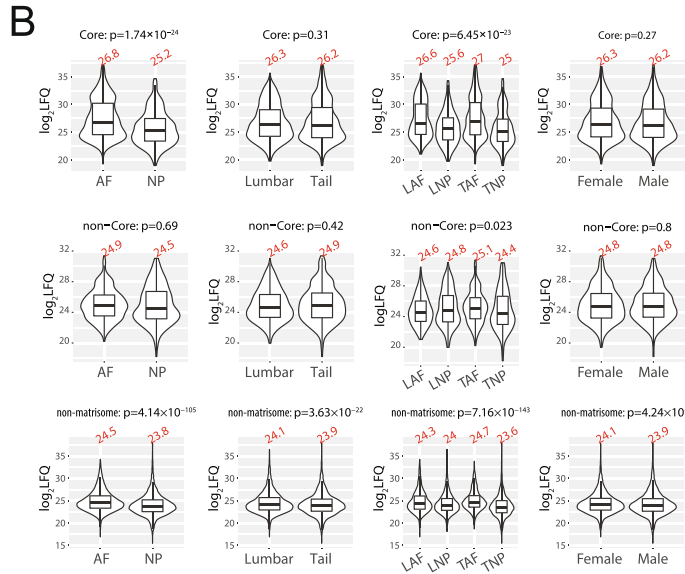 B
Core: p=1.74×10⁻²⁴
Core: p=0.31
Core: p=6.45×10⁻²³
Core: p=0.27
26.8 25.2
26.3 26.2
26.6 25.6 27 25
26.3 26.2
log₂LFQ
35
30
25
20
AF NP
log₂LFQ
35
30
25
20
Lumbar Tail
log₂LFQ
35
30
25
20
LAF LNP TAF TNP
log₂LFQ
35
30
25
20
Female Male
non-Core: p=0.69
non-Core: p=0.42
non-Core: p=0.023
non-Core: p=0.8
24.9 24.5
24.6 24.9
24.6 24.8 25.1 24.4
24.8 24.8
log₂LFQ
32
28
24
20
AF NP
log₂LFQ
32
28
24
20
Lumbar Tail
log₂LFQ
32
28
24
20
LAF LNP TAF TNP
log₂LFQ
32
28
24
20
Female Male
non-matrisome: p=4.14×10⁻¹⁰⁵
non-matrisome: p=3.63×10⁻²²
non-matrisome: p=7.16×10⁻¹⁴³
non-matrisome: p=4.24×10
24.5 23.8
24.1 23.9
24.3 24 24.7 23.6
24.1 23.9
log₂LFQ
35
30
25
20
15
AF NP
log₂LFQ
35
30
25
20
15
Lumbar Tail
log₂LFQ
35
30
25
20
15
LAF LNP TAF TNP
log₂LFQ
35
30
25
20
15
Female Male